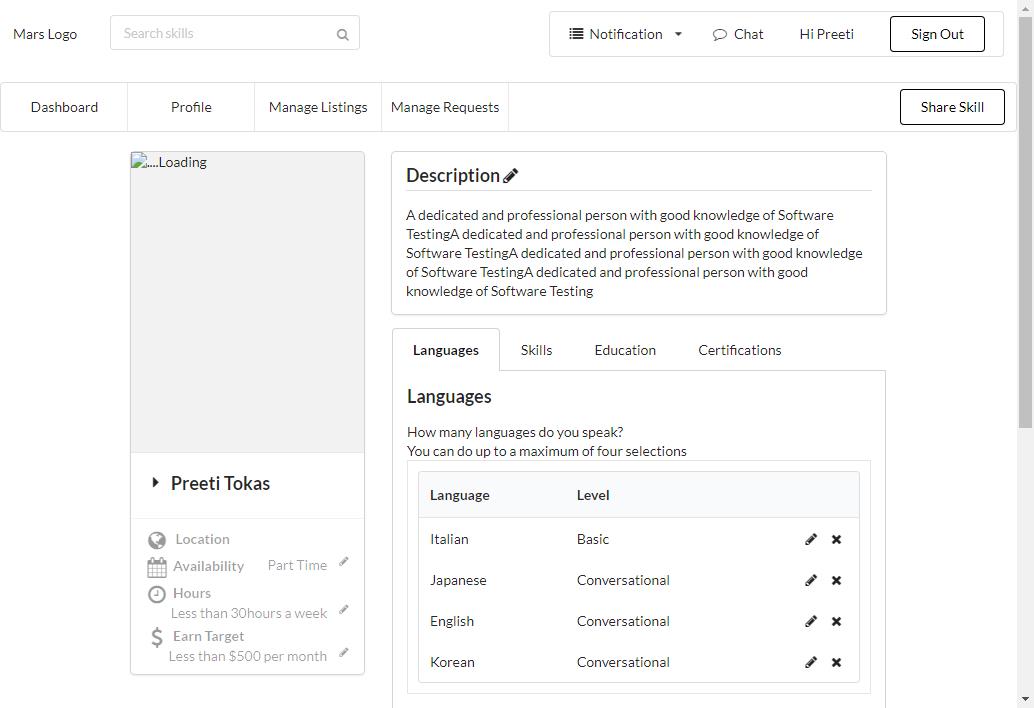 Mars Logo
Search skills
Notification
Chat
Hi Preeti
Sign Out
Dashboard
Profile
Manage Listings
Manage Requests
Share Skill
....Loading
Preeti Tokas
Location
Availability Part Time
Hours
Less than 30hours a week
Earn Target
Less than $500 per month
Description
A dedicated and professional person with good knowledge of Software
TestingA dedicated and professional person with good knowledge of
Software TestingA dedicated and professional person with good knowledge
of Software TestingA dedicated and professional person with good
knowledge of Software Testing
Languages
Skills
Education
Certifications
Languages
How many languages do you speak?
You can do up to a maximum of four selections
Language Level
Italian Basic
Japanese Conversational
English Conversational
Korean Conversational